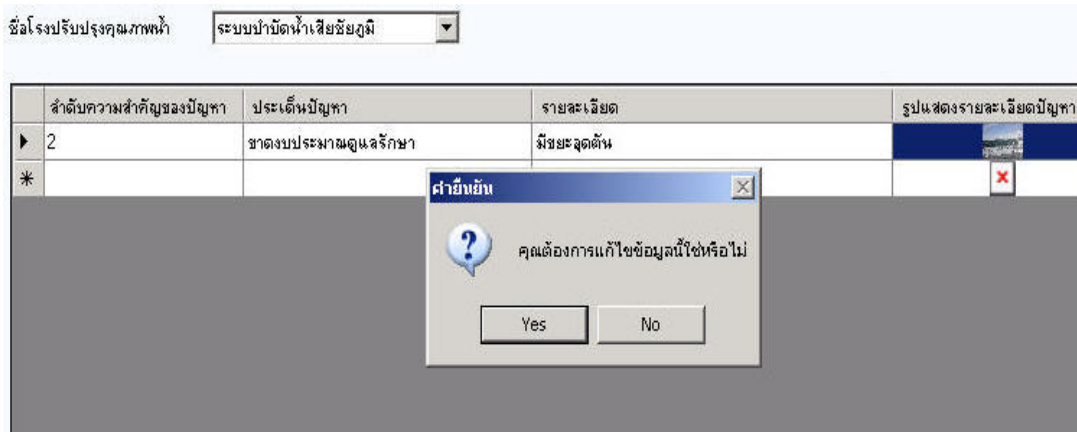 ชื่อโรงปรับปรุงคุณภาพน้ำ ระบบบำบัดน้ำเสียชัยภูมิ
ลำดับความสำคัญของปัญหา ประเด็นปัญหา รายละเอียด รูปแสดงรายละเอียดปัญหา
2 ขาดงบประมาณดูแลรักษา มีขยะอุดตัน
คำยืนยัน
คุณต้องการแก้ไขข้อมูลนี้ใช่หรือไม่
Yes No